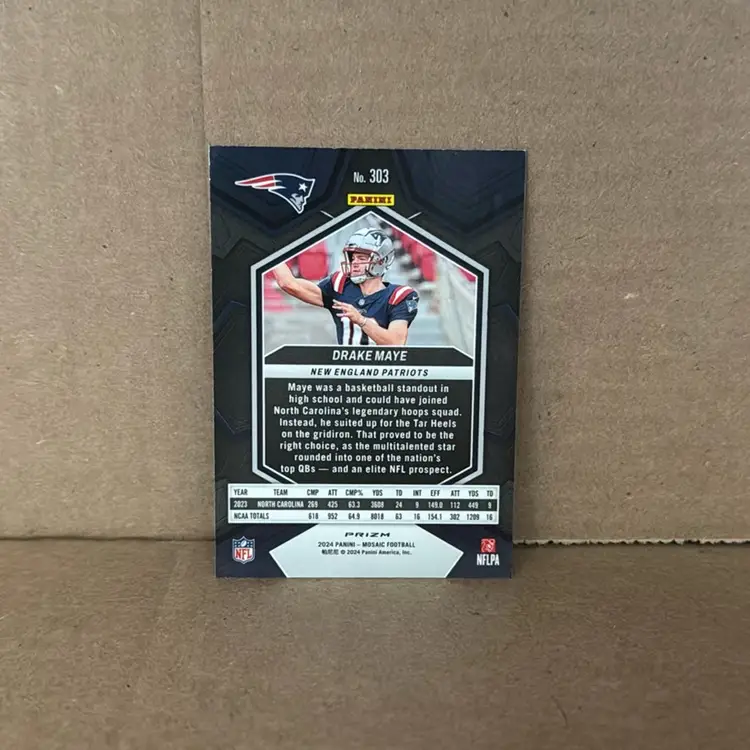 No. 303
PANINI
11
DRAKE MAYE
NEW ENGLAND PATRIOTS
Maye was a basketball standout in
high school and could have joined
North Carolina's legendary hoops squad.
Instead, he suited up for the Tar Heels
on the gridiron. That proved to be the
right choice, as the multitalented star
rounded into one of the nation's
top QBs — and an elite NFL prospect.
YEAR TEAM CMP ATT CMP% YDS TD INT EFF ATT YDS TD
2023 NORTH CAROLINA 269 425 63.3 3608 24 9 149.0 112 449 9
NCAA TOTALS 618 952 64.9 8018 63 16 154.1 302 1209 16
PRIZM
2024 PANINI – MOSAIC FOOTBALL
帕尼尼 © 2024 Panini America, Inc.
NFL
NFLPA